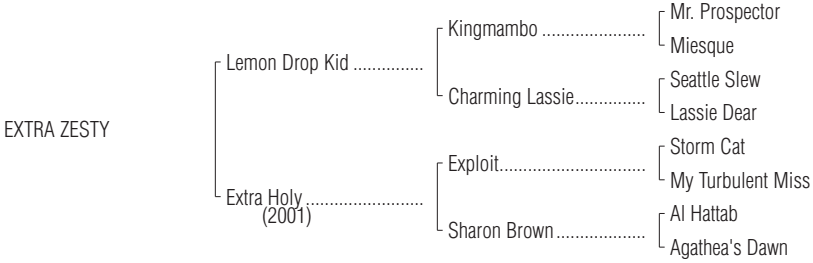 Mr. Prospector
Kingmambo ......................
Miesque
Lemon Drop Kid ...............
Seattle Slew
Charming Lassie...............
Lassie Dear
EXTRA ZESTY
Storm Cat
Exploit...............................
My Turbulent Miss
Extra Holy .........................
(2001)
Al Hattab
Sharon Brown ...................
Agathea's Dawn